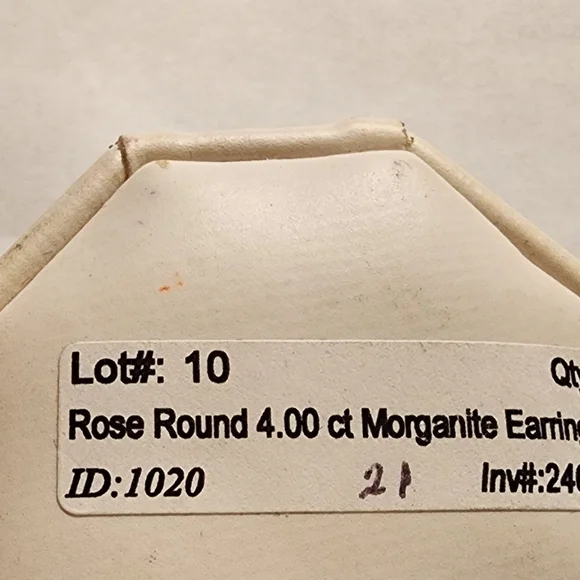 Lot#: 10 Qty
Rose Round 4.00 ct Morganite Earring
ID:1020 21 Inv#:240